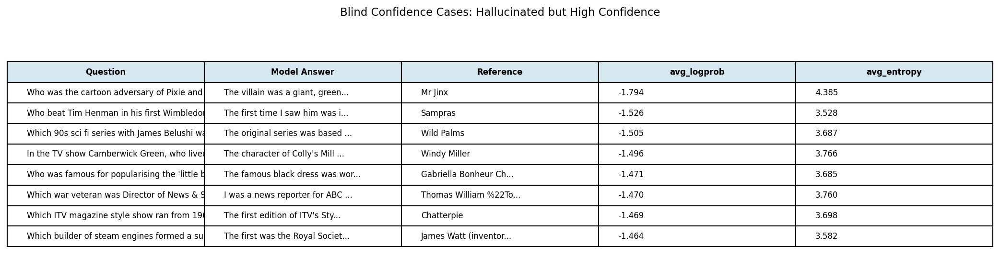 Blind Confidence Cases: Hallucinated but High Confidence
Question Model Answer Reference avg_logprob avg_entropy
Who was the cartoon adversary of Pixie and The villain was a giant, green... Mr Jinx -1.794 4.385
Who beat Tim Henman in his first Wimbledon The first time I saw him was i... Sampras -1.526 3.528
Which 90s sci fi series with James Belushi wa The original series was based ... Wild Palms -1.505 3.687
In the TV show Camberwick Green, who lived The character of Colly's Mill ... Windy Miller -1.496 3.766
Who was famous for popularising the 'little b The famous black dress was wor... Gabriella Bonheur Ch... -1.471 3.685
Which war veteran was Director of News & S I was a news reporter for ABC ... Thomas William %22To... -1.470 3.760
Which ITV magazine style show ran from 196 The first edition of ITV's Sty... Chatterpie -1.469 3.698
Which builder of steam engines formed a su The first was the Royal Societ... James Watt (inventor... -1.464 3.582